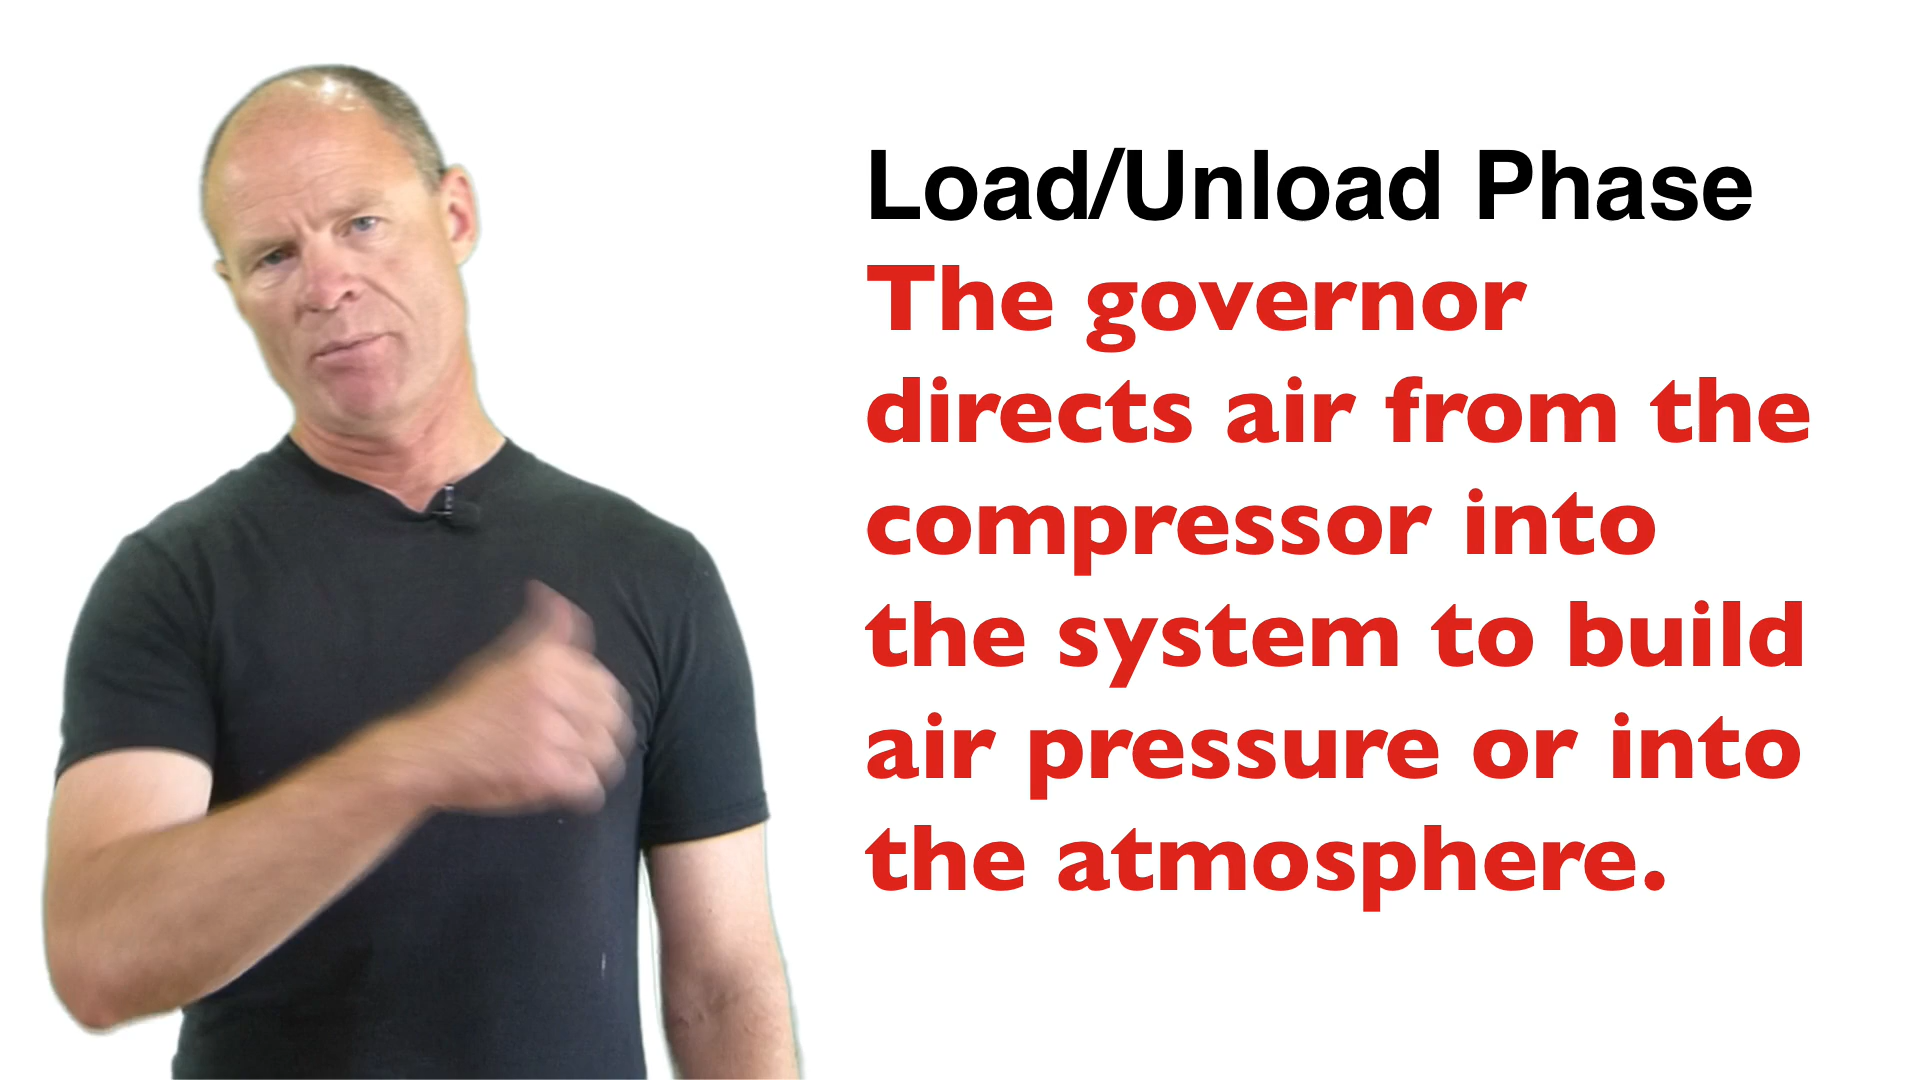 Load/Unload Phase
The governor
directs air from the
compressor into
the system to build
air pressure or into
the atmosphere.